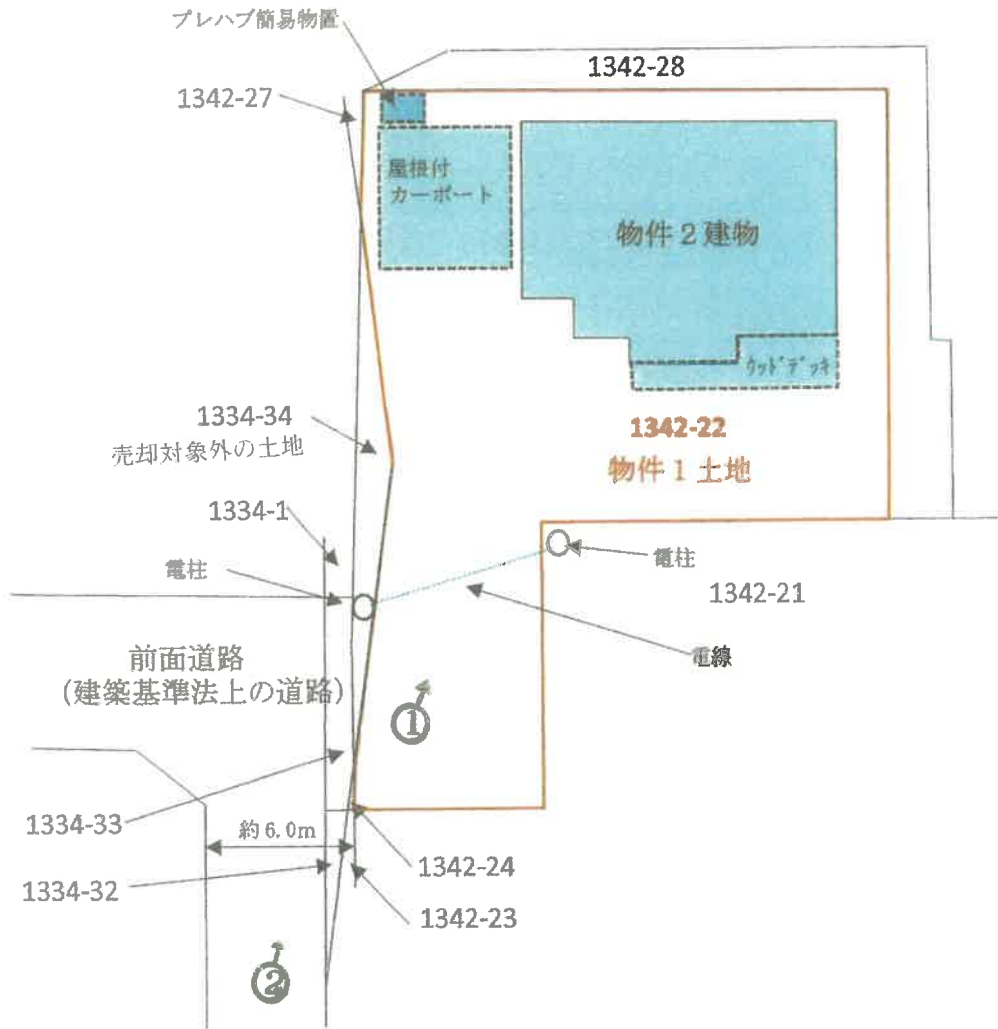 プレハブ簡易物置
1342-28
1342-27
屋根付
カーポート
物件２建物
ウッドデッキ
1334-34
売却対象外の土地
1342-22
物件１土地
1334-1
電柱
電柱
1342-21
前面道路
(建築基準法上の道路)
電線
①
1334-33
約6.0m
1342-24
1334-32
1342-23
②